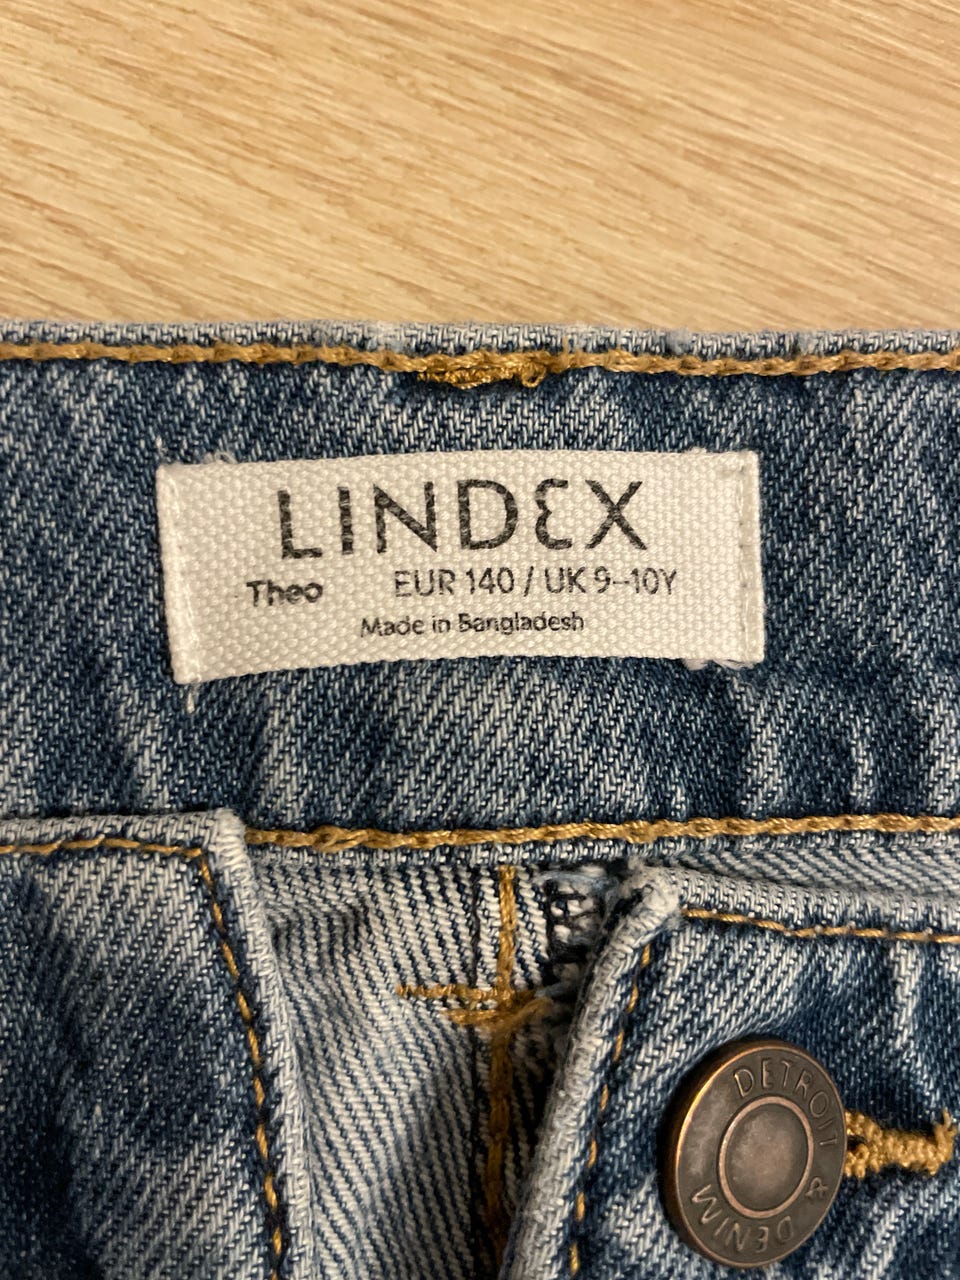 LINDEX
Theo EUR 140 / UK 9–10Y
Made in Bangladesh
DETROIT & DENIM